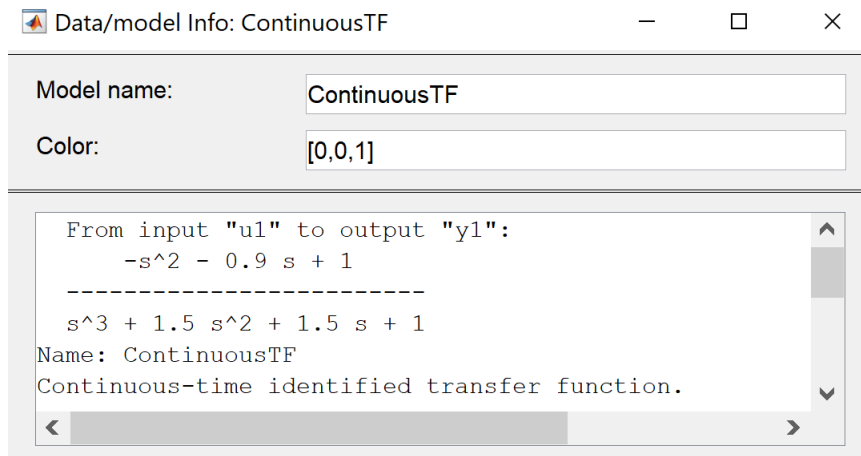 Data/model Info: ContinuousTF
Model name:
ContinuousTF
Color:
[0,0,1]
From input "u1" to output "y1":
-s^2 - 0.9 s + 1
-------------------------
s^3 + 1.5 s^2 + 1.5 s + 1
Name: ContinuousTF
Continuous-time identified transfer function.